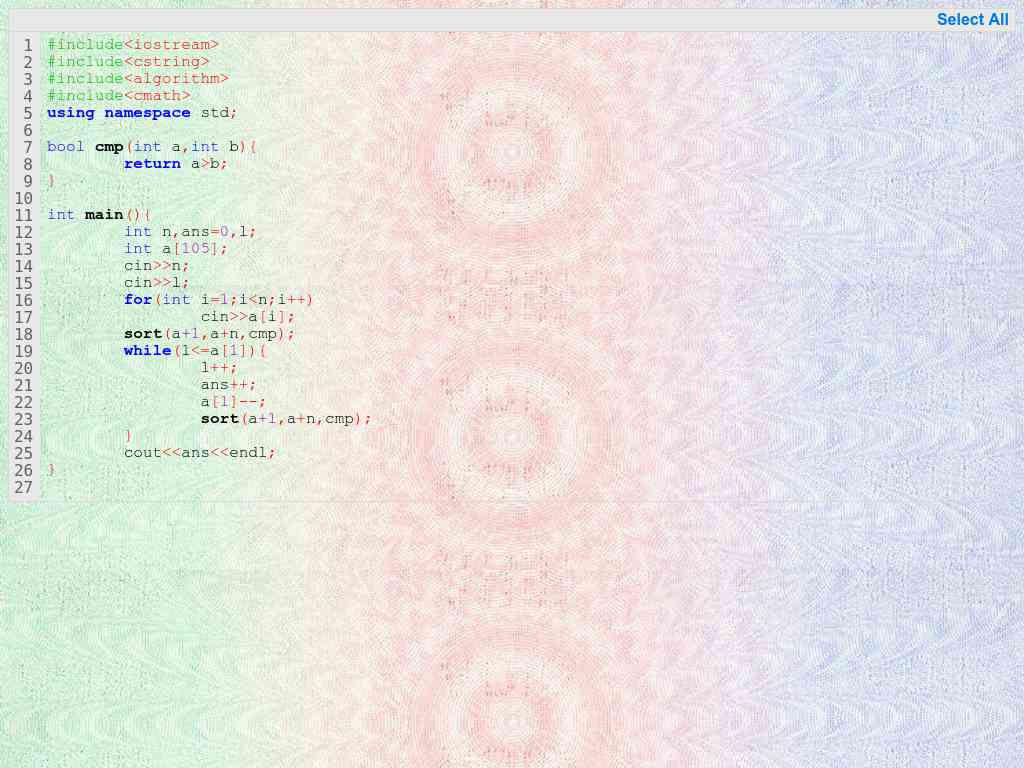 Select All
1 #include<iostream>
2 #include<cstring>
3 #include<algorithm>
4 #include<cmath>
5 using namespace std;
6
7 bool cmp(int a,int b){
8         return a>b;
9 }
10
11 int main(){
12         int n,ans=0,l;
13         int a[105];
14         cin>>n;
15         cin>>l;
16         for(int i=1;i<n;i++)
17                 cin>>a[i];
18         sort(a+1,a+n,cmp);
19         while(l<=a[1]){
20                 l++;
21                 ans++;
22                 a[1]--;
23                 sort(a+1,a+n,cmp);
24         }
25         cout<<ans<<endl;
26 }
27